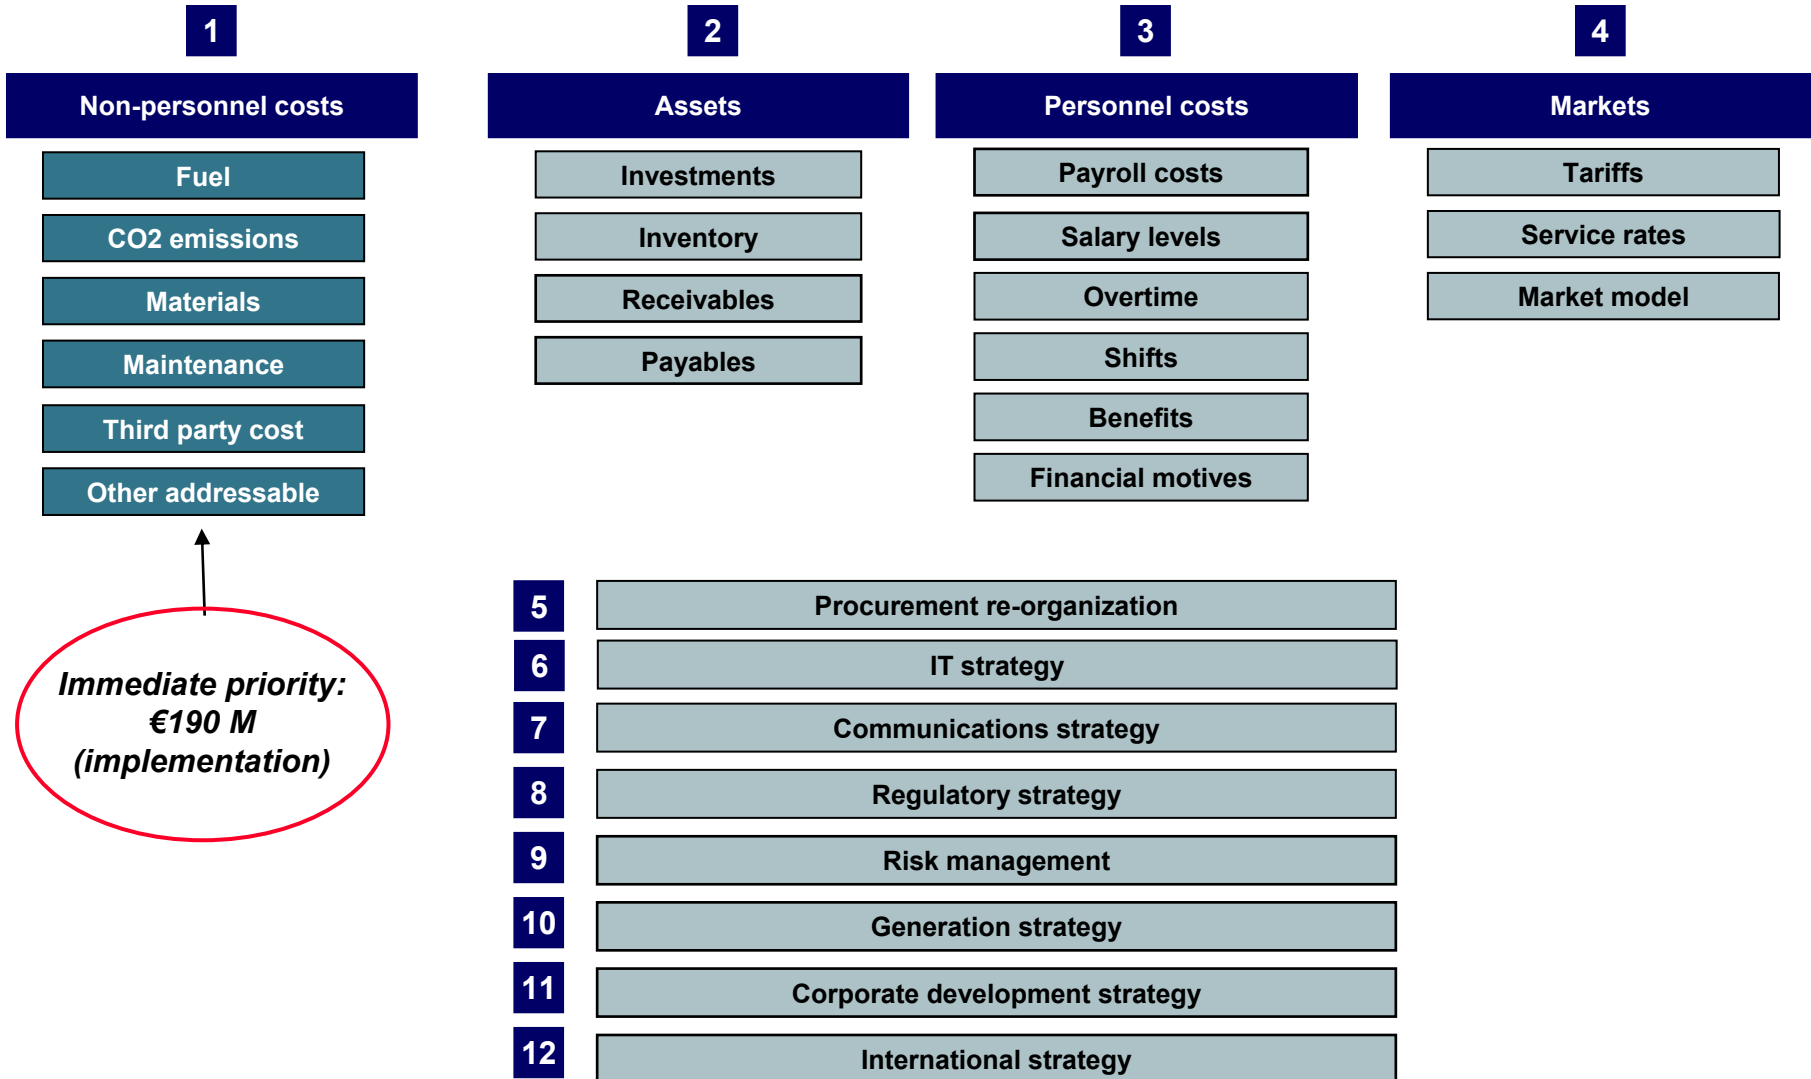 1
Non-personnel costs
Fuel
CO2 emissions
Materials
Maintenance
Third party cost
Other addressable
Immediate priority:
€190 M
(implementation)
2
Assets
Investments
Inventory
Receivables
Payables
3
Personnel costs
Payroll costs
Salary levels
Overtime
Shifts
Benefits
Financial motives
4
Markets
Tariffs
Service rates
Market model
5 Procurement re-organization
6 IT strategy
7 Communications strategy
8 Regulatory strategy
9 Risk management
10 Generation strategy
11 Corporate development strategy
12 International strategy